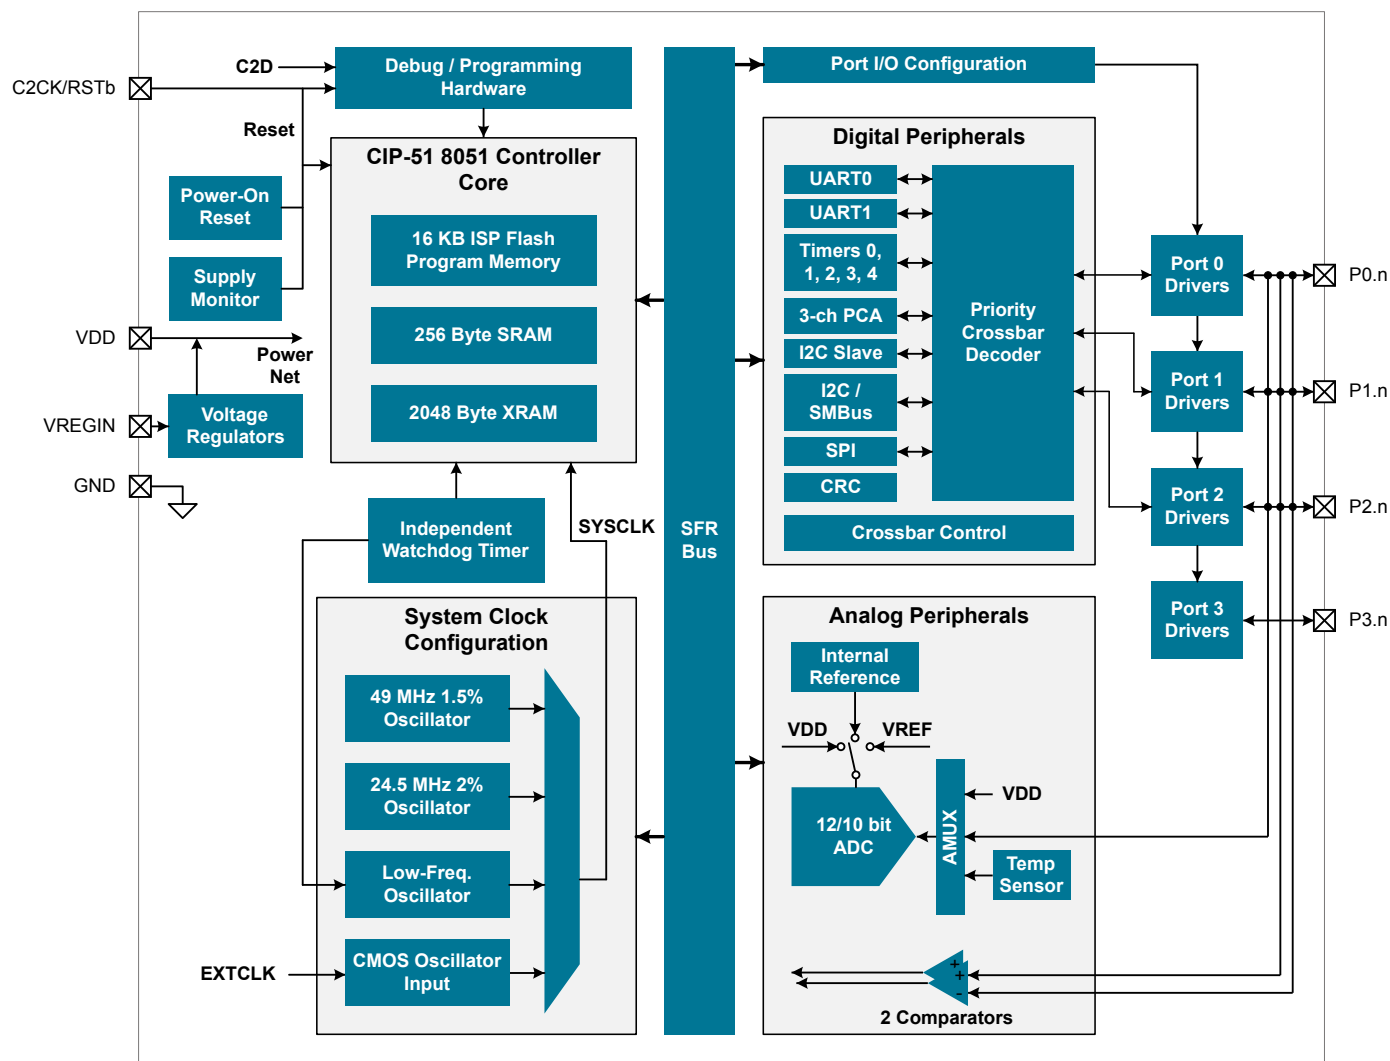 C2CK/RSTb
C2D
Debug / Programming
Hardware
Reset
Power-On
Reset
Supply
Monitor
VDD
Power
Net
VREGIN
Voltage
Regulators
GND
CIP-51 8051 Controller
Core
16 KB ISP Flash
Program Memory
256 Byte SRAM
2048 Byte XRAM
Independent
Watchdog Timer
SYSCLK
System Clock
Configuration
49 MHz 1.5%
Oscillator
24.5 MHz 2%
Oscillator
Low-Freq.
Oscillator
EXTCLK
CMOS Oscillator
Input
SFR
Bus
Port I/O Configuration
Digital Peripherals
UART0
UART1
Timers 0,
1, 2, 3, 4
3-ch PCA
I2C Slave
I2C /
SMBus
SPI
CRC
Priority
Crossbar
Decoder
Crossbar Control
Port 0
Drivers
P0.n
Port 1
Drivers
P1.n
Port 2
Drivers
P2.n
Port 3
Drivers
P3.n
Analog Peripherals
Internal
Reference
VDD
VREF
12/10 bit
ADC
AMUX
VDD
Temp
Sensor
+
+
-
2 Comparators